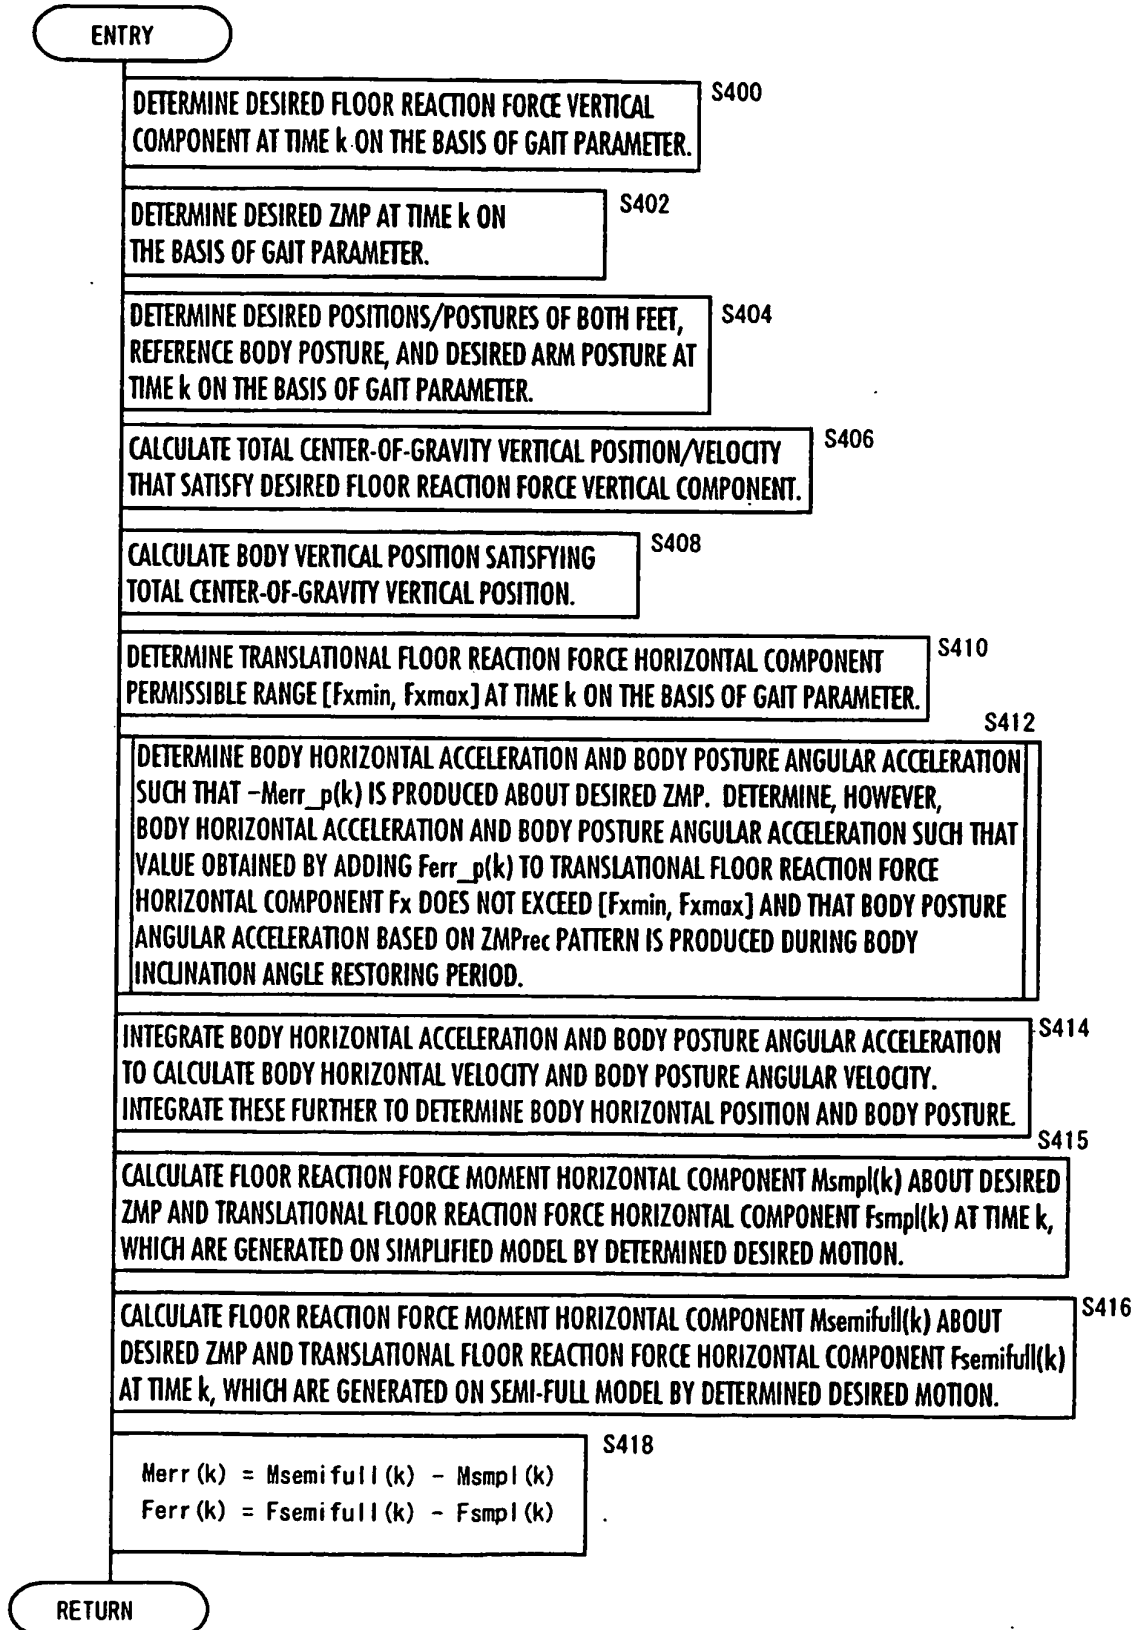 ENTRY
S400
DETERMINE DESIRED FLOOR REACTION FORCE VERTICAL
COMPONENT AT TIME k ON THE BASIS OF GAIT PARAMETER.
S402
DETERMINE DESIRED ZMP AT TIME k ON
THE BASIS OF GAIT PARAMETER.
S404
DETERMINE DESIRED POSITIONS/POSTURES OF BOTH FEET,
REFERENCE BODY POSTURE, AND DESIRED ARM POSTURE AT
TIME k ON THE BASIS OF GAIT PARAMETER.
S406
CALCULATE TOTAL CENTER-OF-GRAVITY VERTICAL POSITION/VELOCITY
THAT SATISFY DESIRED FLOOR REACTION FORCE VERTICAL COMPONENT.
S408
CALCULATE BODY VERTICAL POSITION SATISFYING
TOTAL CENTER-OF-GRAVITY VERTICAL POSITION.
S410
DETERMINE TRANSLATIONAL FLOOR REACTION FORCE HORIZONTAL COMPONENT
PERMISSIBLE RANGE [Fxmin, Fxmax] AT TIME k ON THE BASIS OF GAIT PARAMETER.
S412
DETERMINE BODY HORIZONTAL ACCELERATION AND BODY POSTURE ANGULAR ACCELERATION
SUCH THAT -Merr_p(k) IS PRODUCED ABOUT DESIRED ZMP. DETERMINE, HOWEVER,
BODY HORIZONTAL ACCELERATION AND BODY POSTURE ANGULAR ACCELERATION SUCH THAT
VALUE OBTAINED BY ADDING Ferr_p(k) TO TRANSLATIONAL FLOOR REACTION FORCE
HORIZONTAL COMPONENT Fx DOES NOT EXCEED [Fxmin, Fxmax] AND THAT BODY POSTURE
ANGULAR ACCELERATION BASED ON ZMPrec PATTERN IS PRODUCED DURING BODY
INCLINATION ANGLE RESTORING PERIOD.
S414
INTEGRATE BODY HORIZONTAL ACCELERATION AND BODY POSTURE ANGULAR ACCELERATION
TO CALCULATE BODY HORIZONTAL VELOCITY AND BODY POSTURE ANGULAR VELOCITY.
INTEGRATE THESE FURTHER TO DETERMINE BODY HORIZONTAL POSITION AND BODY POSTURE.
S415
CALCULATE FLOOR REACTION FORCE MOMENT HORIZONTAL COMPONENT Msmpl(k) ABOUT DESIRED
ZMP AND TRANSLATIONAL FLOOR REACTION FORCE HORIZONTAL COMPONENT Fsmpl(k) AT TIME k,
WHICH ARE GENERATED ON SIMPLIFIED MODEL BY DETERMINED DESIRED MOTION.
S416
CALCULATE FLOOR REACTION FORCE MOMENT HORIZONTAL COMPONENT Msemifull(k) ABOUT
DESIRED ZMP AND TRANSLATIONAL FLOOR REACTION FORCE HORIZONTAL COMPONENT Fsemifull(k)
AT TIME k, WHICH ARE GENERATED ON SEMI-FULL MODEL BY DETERMINED DESIRED MOTION.
S418
Merr(k) = Msemifull(k) - Msmpl(k)
Ferr(k) = Fsemifull(k) - Fsmpl(k)
RETURN